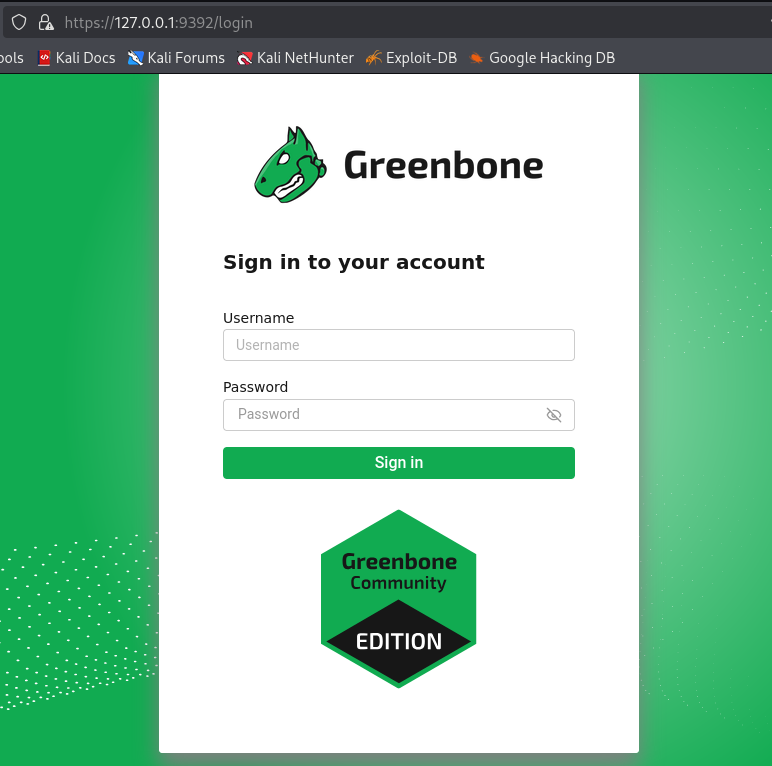 https://127.0.0.1:9392/login
ools Kali Docs Kali Forums Kali NetHunter Exploit-DB Google Hacking DB
Greenbone
Sign in to your account
Username
Username
Password
Password
Sign in
Greenbone
Community
EDITION